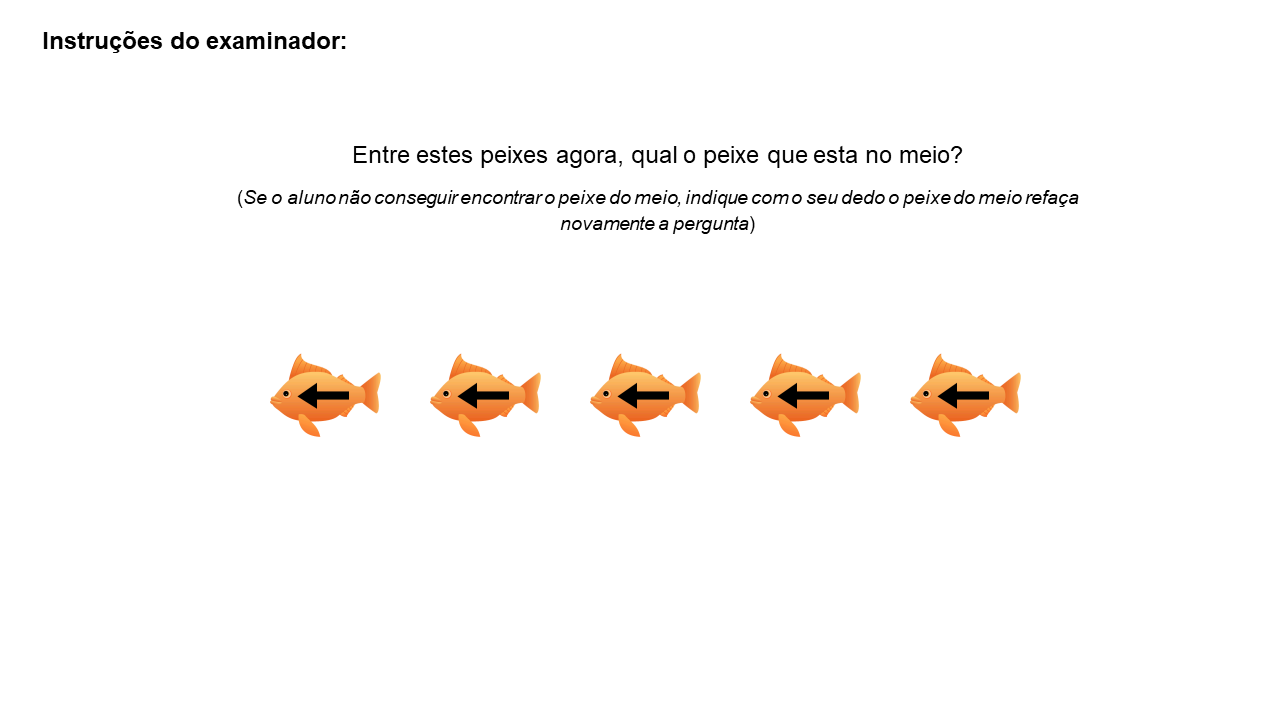 Instruções do examinador:
Entre estes peixes agora, qual o peixe que esta no meio?
(Se o aluno não conseguir encontrar o peixe do meio, indique com o seu dedo o peixe do meio refaça
novamente a pergunta)